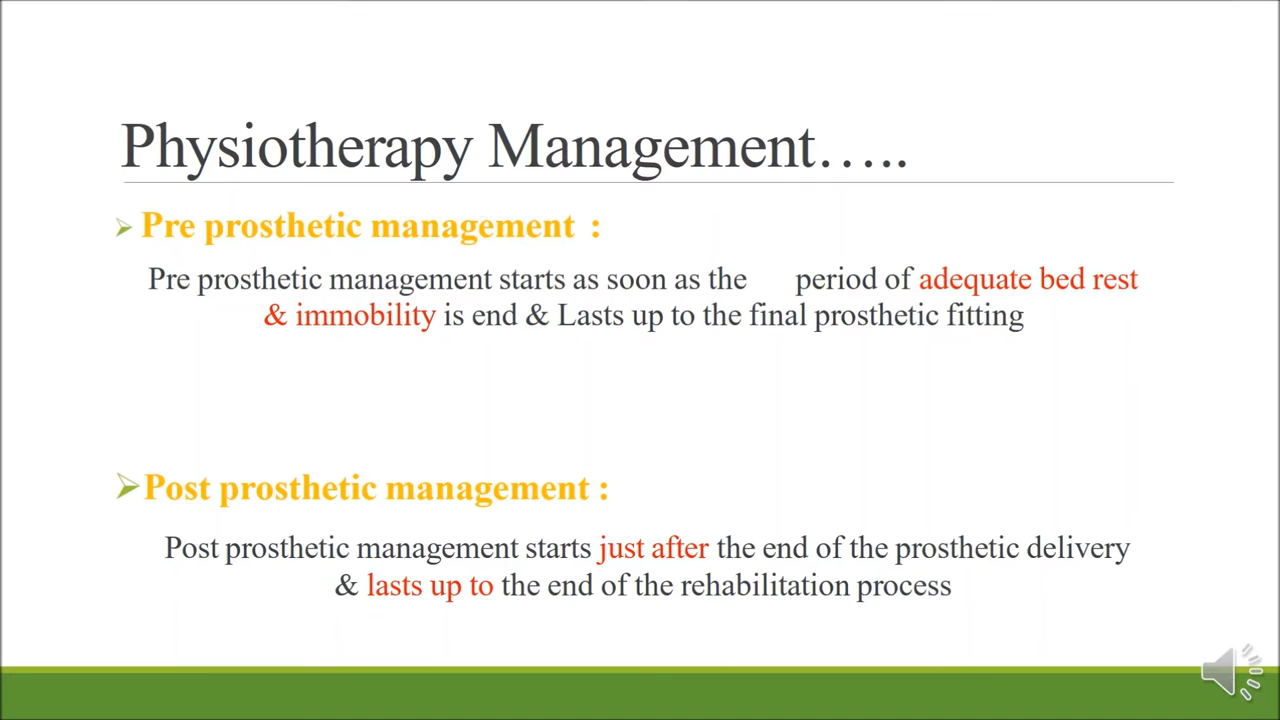 Physiotherapy Management…..
Pre prosthetic management :
Pre prosthetic management starts as soon as the period of adequate bed rest
& immobility is end & Lasts up to the final prosthetic fitting
Post prosthetic management :
Post prosthetic management starts just after the end of the prosthetic delivery
& lasts up to the end of the rehabilitation process